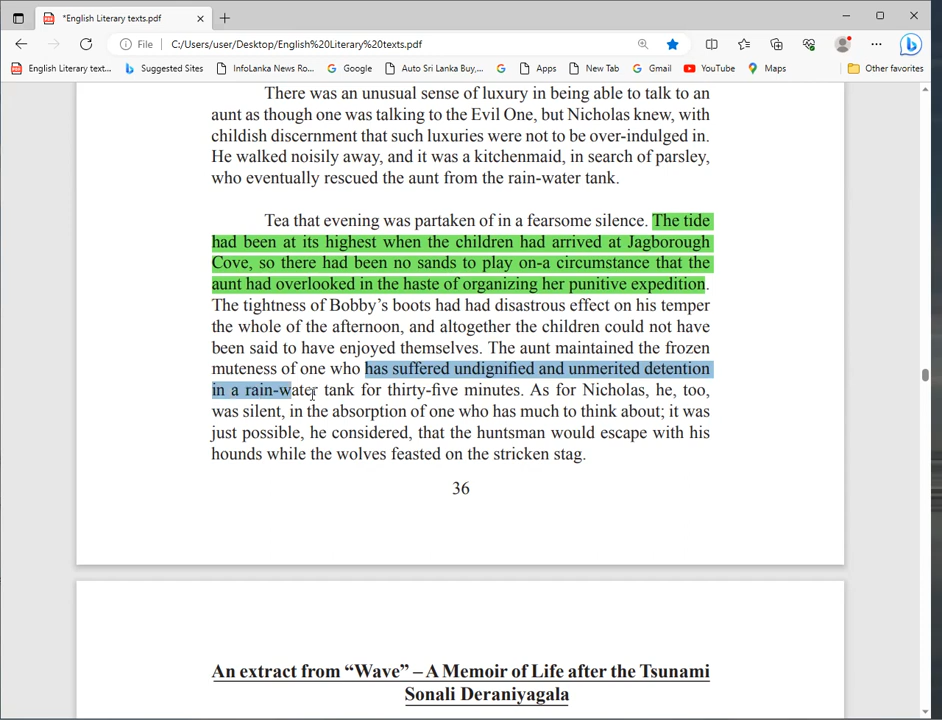 *English Literary texts.pdf
File
C:/Users/user/Desktop/English%20Literary%20texts.pdf
English Literary text...
Suggested Sites
InfoLanka News Ro...
Google
Auto Sri Lanka Buy,...
Apps
New Tab
Gmail
YouTube
Maps
Other favorites
There was an unusual sense of luxury in being able to talk to an
aunt as though one was talking to the Evil One, but Nicholas knew, with
childish discernment that such luxuries were not to be over-indulged in.
He walked noisily away, and it was a kitchenmaid, in search of parsley,
who eventually rescued the aunt from the rain-water tank.
Tea that evening was partaken of in a fearsome silence. The tide
had been at its highest when the children had arrived at Jagborough
Cove, so there had been no sands to play on-a circumstance that the
aunt had overlooked in the haste of organizing her punitive expedition.
The tightness of Bobby’s boots had had disastrous effect on his temper
the whole of the afternoon, and altogether the children could not have
been said to have enjoyed themselves. The aunt maintained the frozen
muteness of one who has suffered undignified and unmerited detention
in a rain-water tank for thirty-five minutes. As for Nicholas, he, too,
was silent, in the absorption of one who has much to think about; it was
just possible, he considered, that the huntsman would escape with his
hounds while the wolves feasted on the stricken stag.
36
An extract from “Wave” – A Memoir of Life after the Tsunami
Sonali Deraniyagala